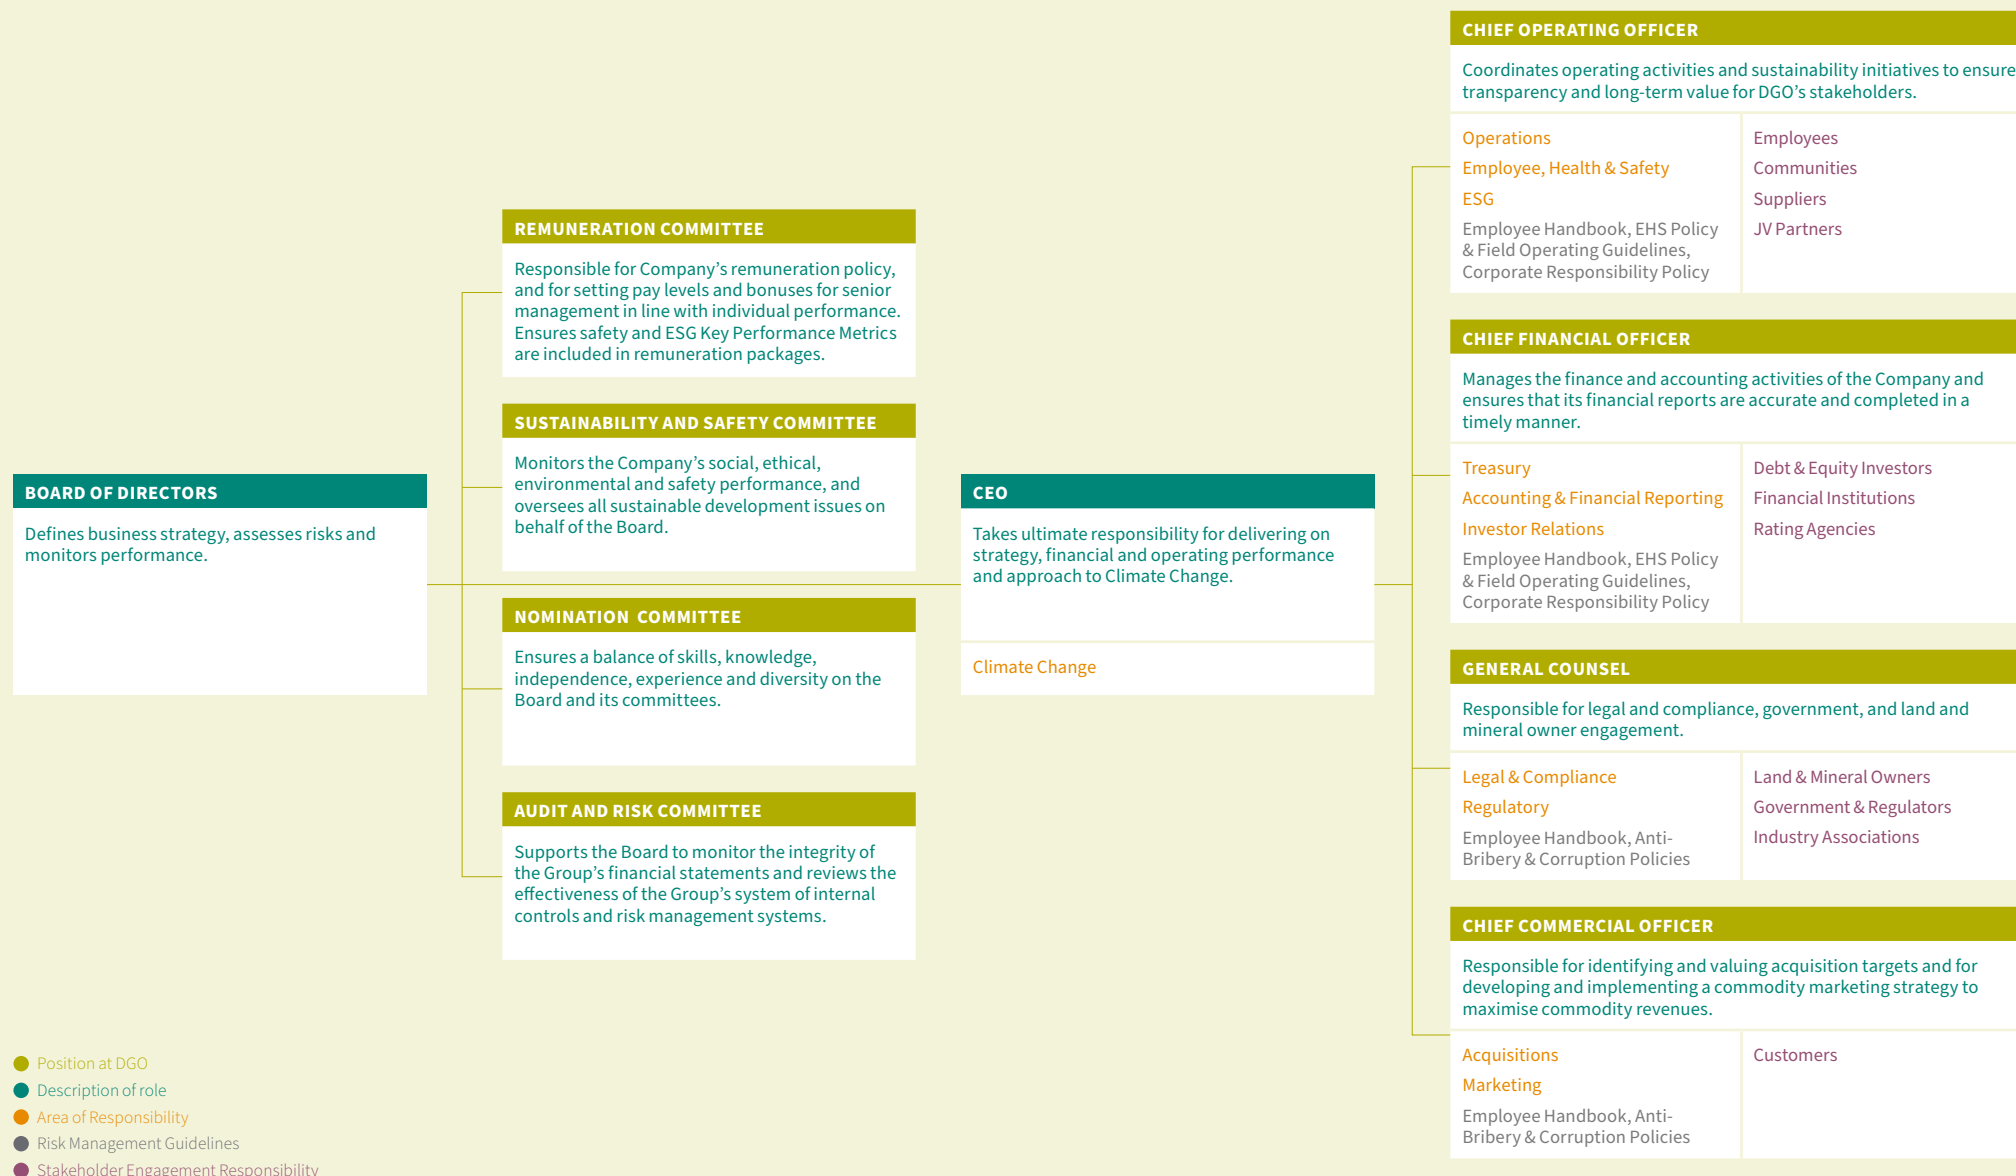 BOARD OF DIRECTORS
Defines business strategy, assesses risks and
monitors performance.
REMUNERATION COMMITTEE
Responsible for Company’s remuneration policy,
and for setting pay levels and bonuses for senior
management in line with individual performance.
Ensures safety and ESG Key Performance Metrics
are included in remuneration packages.
SUSTAINABILITY AND SAFETY COMMITTEE
Monitors the Company’s social, ethical,
environmental and safety performance, and
oversees all sustainable development issues on
behalf of the Board.
NOMINATION COMMITTEE
Ensures a balance of skills, knowledge,
independence, experience and diversity on the
Board and its committees.
AUDIT AND RISK COMMITTEE
Supports the Board to monitor the integrity of
the Group’s financial statements and reviews the
effectiveness of the Group’s system of internal
controls and risk management systems.
CEO
Takes ultimate responsibility for delivering on
strategy, financial and operating performance
and approach to Climate Change.
Climate Change
CHIEF OPERATING OFFICER
Coordinates operating activities and sustainability initiatives to ensure
transparency and long-term value for DGO’s stakeholders.
Operations
Employee, Health & Safety
ESG
Employee Handbook, EHS Policy
& Field Operating Guidelines,
Corporate Responsibility Policy
Employees
Communities
Suppliers
JV Partners
CHIEF FINANCIAL OFFICER
Manages the finance and accounting activities of the Company and
ensures that its financial reports are accurate and completed in a
timely manner.
Treasury
Accounting & Financial Reporting
Investor Relations
Employee Handbook, EHS Policy
& Field Operating Guidelines,
Corporate Responsibility Policy
Debt & Equity Investors
Financial Institutions
Rating Agencies
GENERAL COUNSEL
Responsible for legal and compliance, government, and land and
mineral owner engagement.
Legal & Compliance
Regulatory
Employee Handbook, Anti-
Bribery & Corruption Policies
Land & Mineral Owners
Government & Regulators
Industry Associations
CHIEF COMMERCIAL OFFICER
Responsible for identifying and valuing acquisition targets and for
developing and implementing a commodity marketing strategy to
maximise commodity revenues.
Acquisitions
Marketing
Employee Handbook, Anti-
Bribery & Corruption Policies
Customers
Position at DGO
Description of role
Area of Responsibility
Risk Management Guidelines
Stakeholder Engagement Responsibility